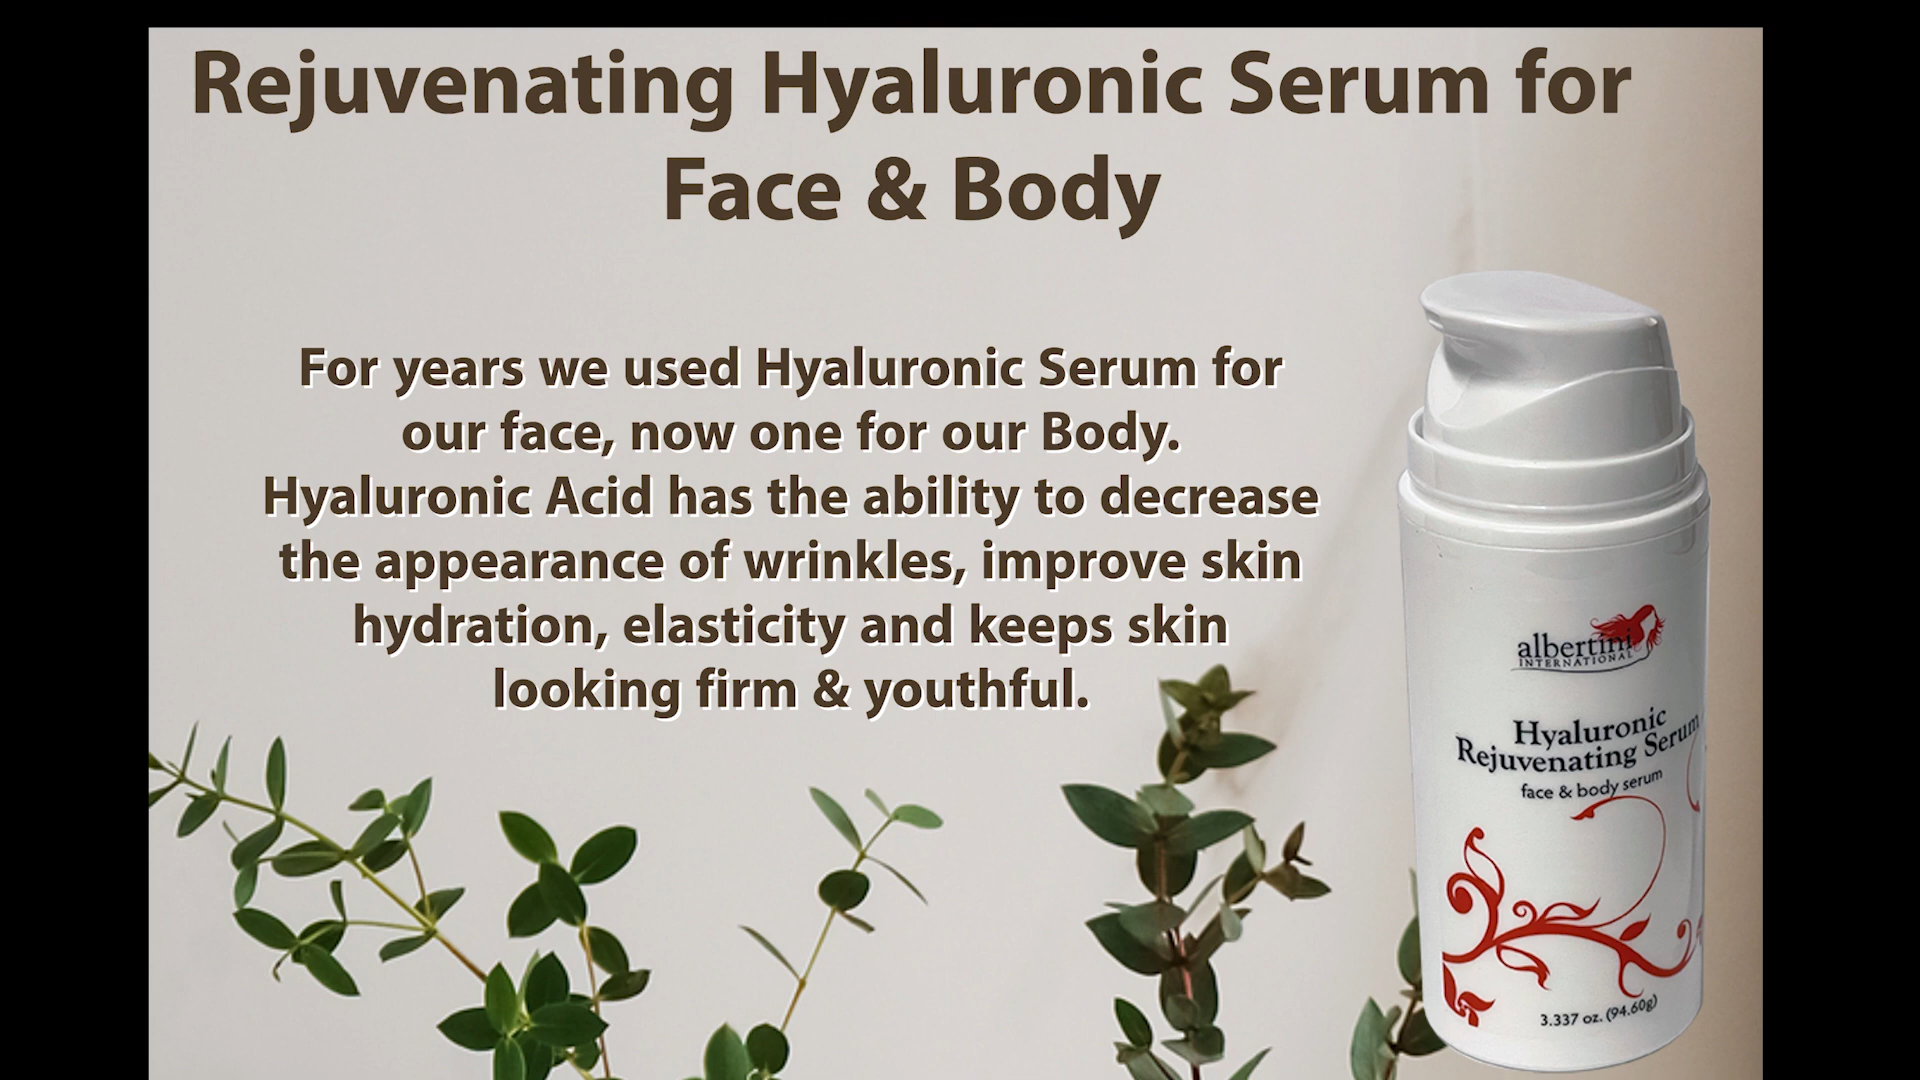 Rejuvenating Hyaluronic Serum for
Face & Body
For years we used Hyaluronic Serum for
our face, now one for our Body.
Hyaluronic Acid has the ability to decrease
the appearance of wrinkles, improve skin
hydration, elasticity and keeps skin
looking firm & youthful.
albertini
INTERNATIONAL
Hyaluronic
Rejuvenating Serum
face & body serum
3.337 oz. (94.60g)